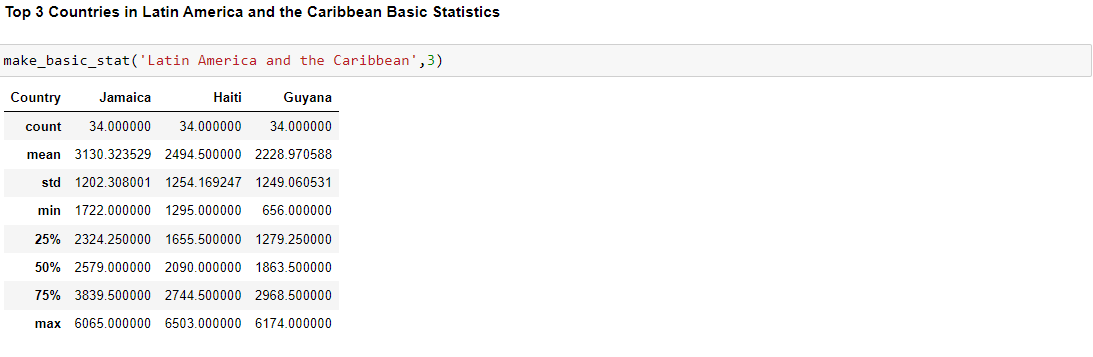 Top 3 Countries in Latin America and the Caribbean Basic Statistics
make_basic_stat('Latin America and the Caribbean',3)
Country Jamaica Haiti Guyana
count 34.000000 34.000000 34.000000
mean 3130.323529 2494.500000 2228.970588
std 1202.308001 1254.169247 1249.060531
min 1722.000000 1295.000000 656.000000
25% 2324.250000 1655.500000 1279.250000
50% 2579.000000 2090.000000 1863.500000
75% 3839.500000 2744.500000 2968.500000
max 6065.000000 6503.000000 6174.000000